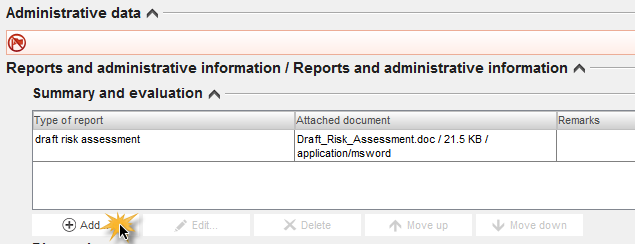 Administrative data
Reports and administrative information / Reports and administrative information
Summary and evaluation
Type of report Attached document Remarks
draft risk assessment Draft_Risk_Assessment.doc / 21.5 KB /
application/msword
Add... Edit... Delete Move up Move down